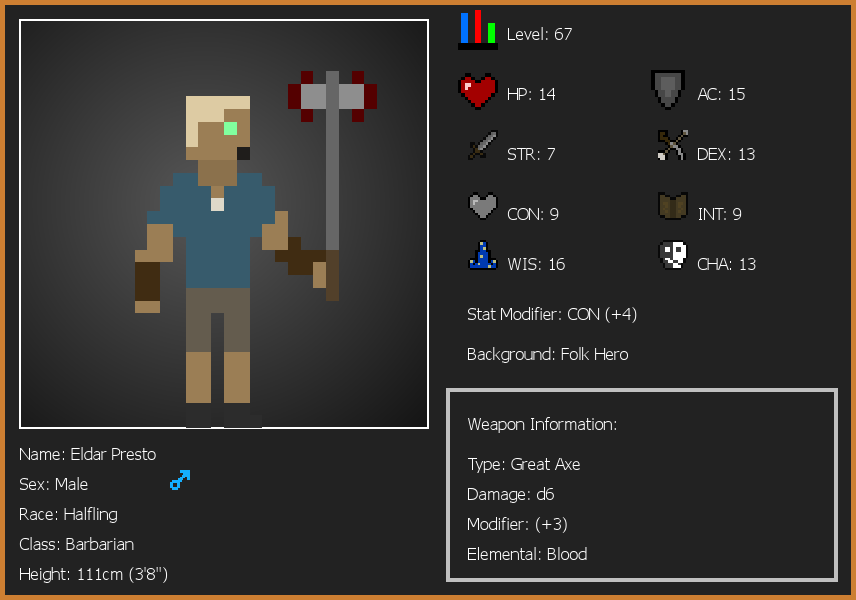 Level: 67
HP: 14
AC: 15
STR: 7
DEX: 13
CON: 9
INT: 9
WIS: 16
CHA: 13
Stat Modifier: CON (+4)
Background: Folk Hero
Weapon Information:
Type: Great Axe
Damage: d6
Modifier: (+3)
Elemental: Blood
Name: Eldar Presto
Sex: Male
Race: Halfling
Class: Barbarian
Height: 111cm (3'8")